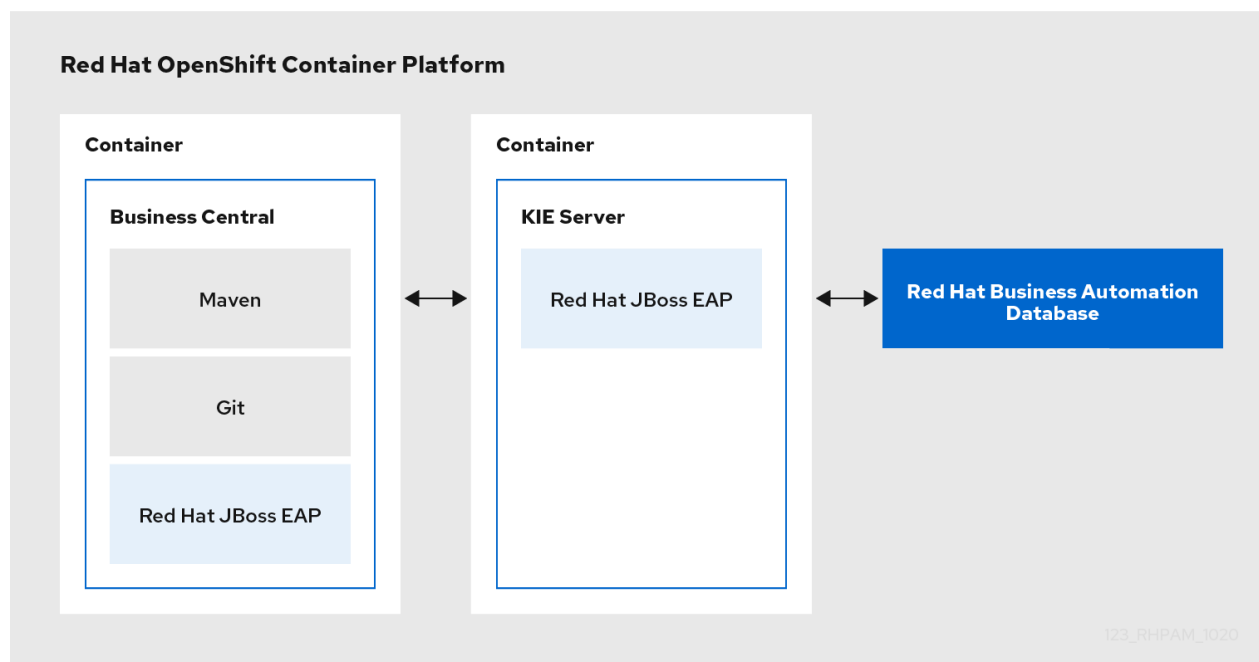 Red Hat OpenShift Container Platform
Container
Business Central
Maven
Git
Red Hat JBoss EAP
Container
KIE Server
Red Hat JBoss EAP
Red Hat Business Automation
Database
123_RHPAM_1020